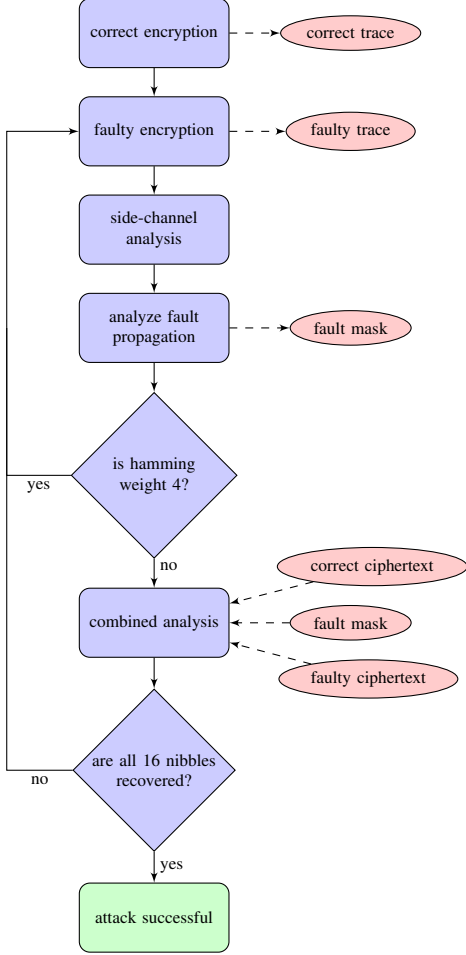 correct encryption
correct trace
faulty encryption
faulty trace
side-channel
analysis
analyze fault
propagation
fault mask
is hamming
weight 4?
yes
no
correct ciphertext
combined analysis
fault mask
faulty ciphertext
are all 16 nibbles
recovered?
no
yes
attack successful